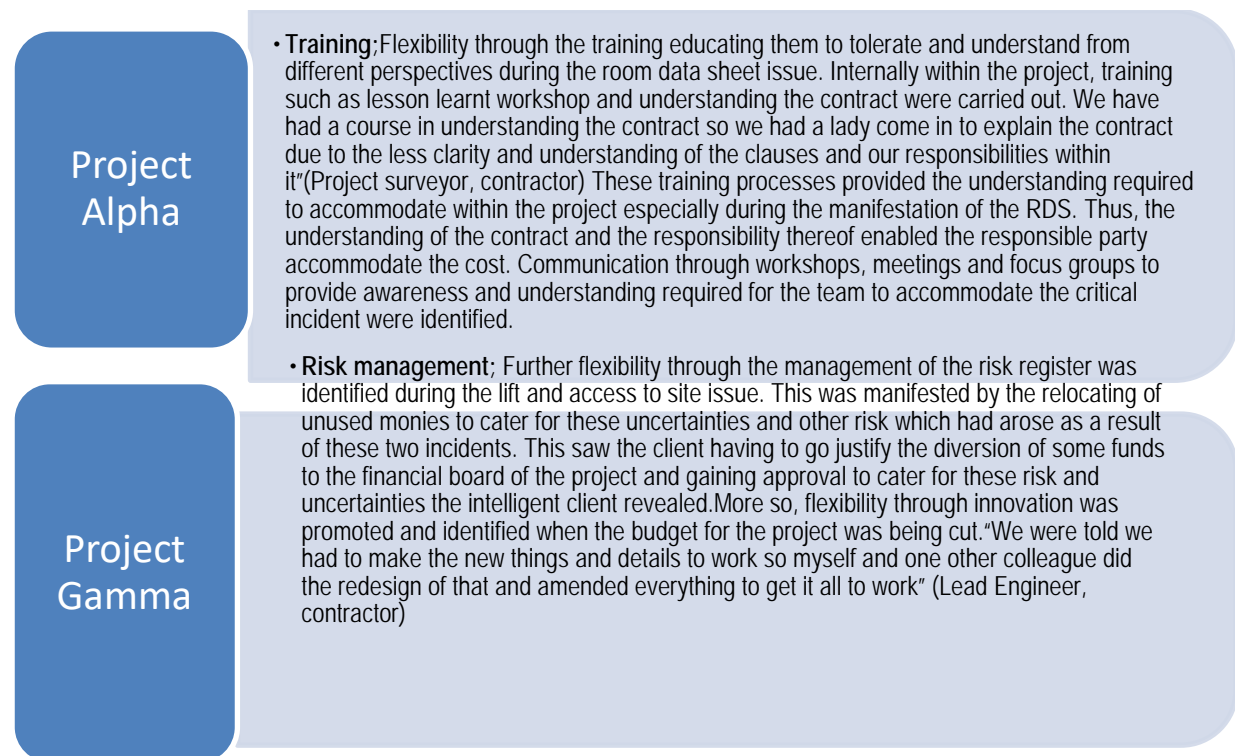 Project
Alpha
• Training;Flexibility through the training educating them to tolerate and understand from
different perspectives during the room data sheet issue. Internally within the project, training
such as lesson learnt workshop and understanding the contract were carried out. We have
had a course in understanding the contract so we had a lady come in to explain the contract
due to the less clarity and understanding of the clauses and our responsibilities within
it”(Project surveyor, contractor) These training processes provided the understanding required
to accommodate within the project especially during the manifestation of the RDS. Thus, the
understanding of the contract and the responsibility thereof enabled the responsible party
accommodate the cost. Communication through workshops, meetings and focus groups to
provide awareness and understanding required for the team to accommodate the critical
incident were identified.
Project
Gamma
• Risk management; Further flexibility through the management of the risk register was
identified during the lift and access to site issue. This was manifested by the relocating of
unused monies to cater for these uncertainties and other risk which had arose as a result
of these two incidents. This saw the client having to go justify the diversion of some funds
to the financial board of the project and gaining approval to cater for these risk and
uncertainties the intelligent client revealed.More so, flexibility through innovation was
promoted and identified when the budget for the project was being cut.“We were told we
had to make the new things and details to work so myself and one other colleague did
the redesign of that and amended everything to get it all to work” (Lead Engineer,
contractor)